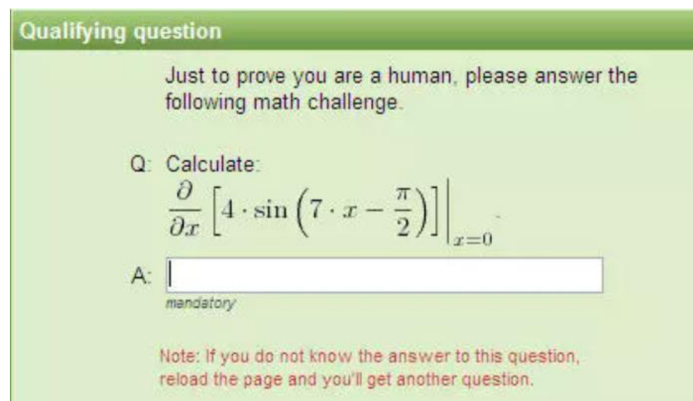 Qualifying question
Just to prove you are a human, please answer the
following math challenge.
Q: Calculate:
∂/∂x [4 · sin (7 · x − π/2)]|x=0
A:
mandatory
Note: If you do not know the answer to this question,
reload the page and you'll get another question.